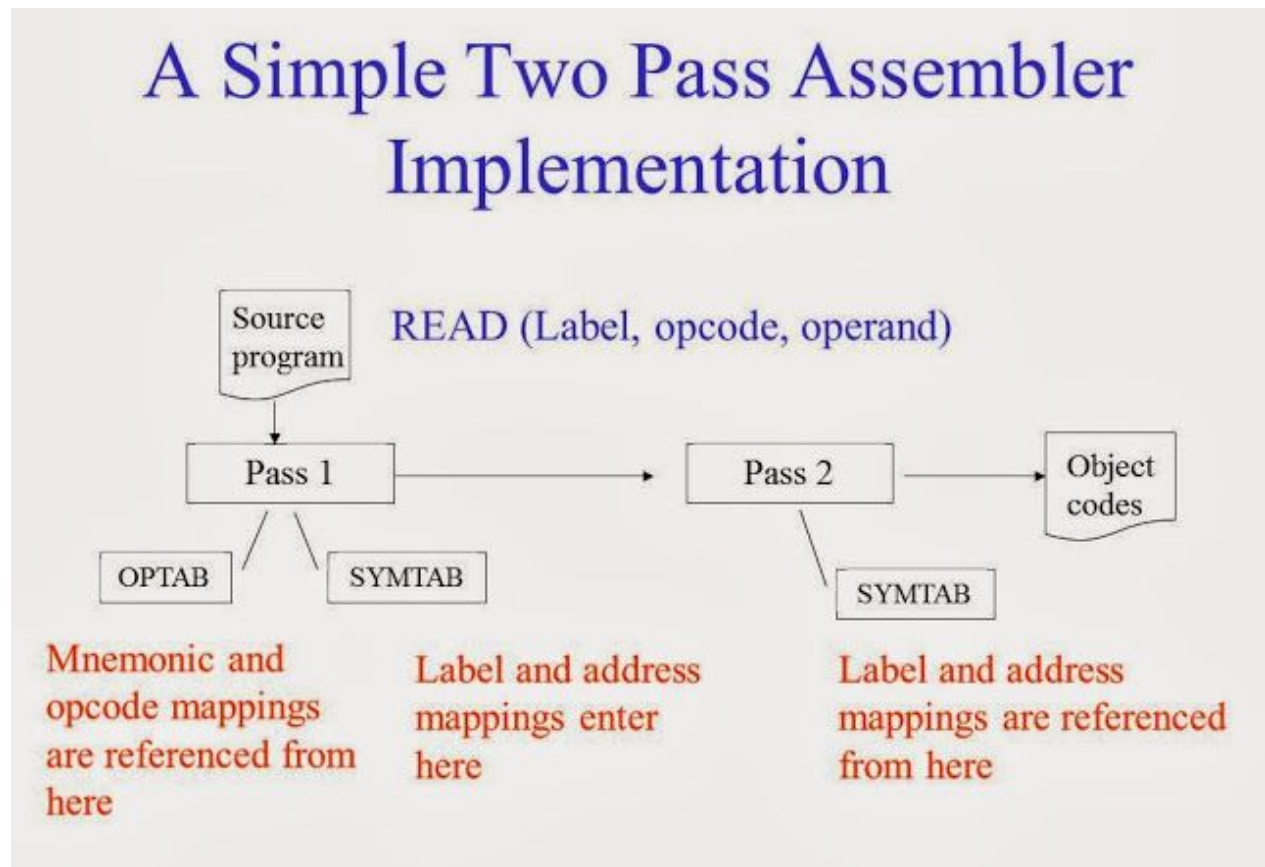 A Simple Two Pass Assembler
Implementation
Source
program
READ (Label, opcode, operand)
Pass 1
Pass 2
Object
codes
OPTAB
SYMTAB
SYMTAB
Mnemonic and
opcode mappings
are referenced from
here
Label and address
mappings enter
here
Label and address
mappings are referenced
from here